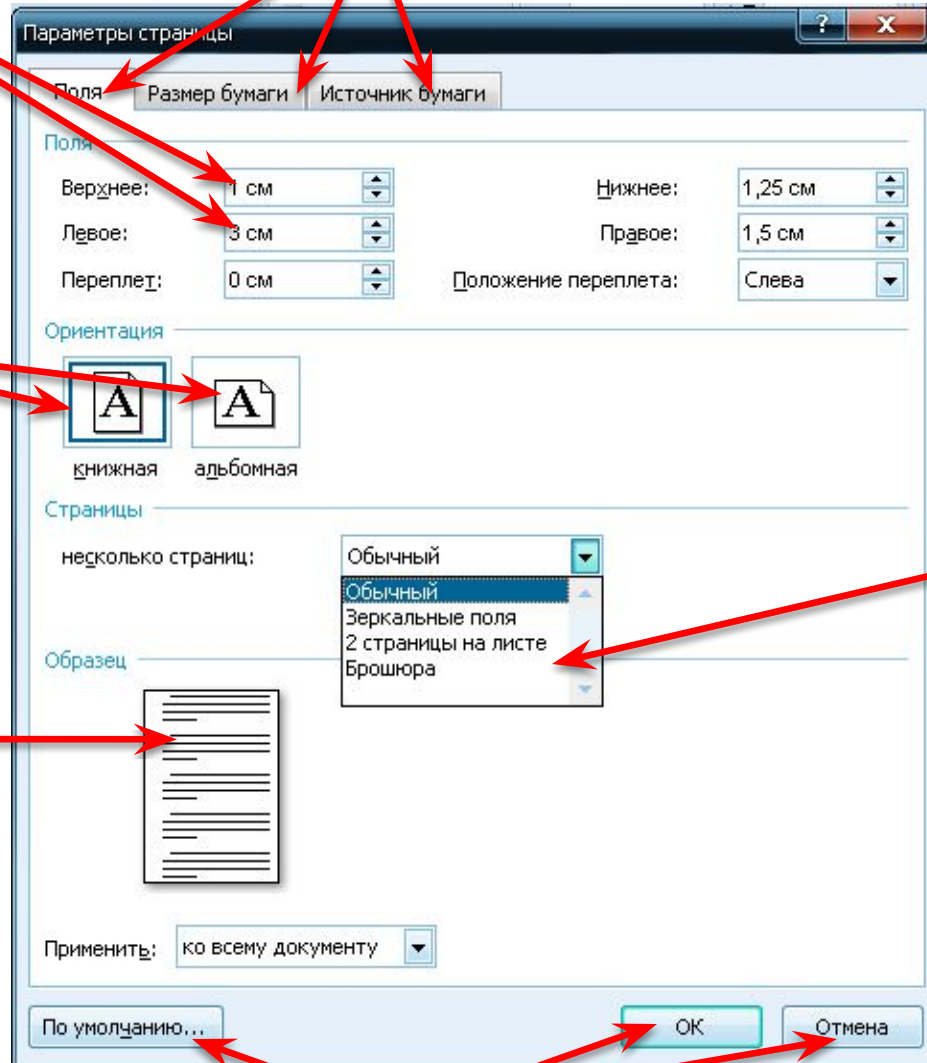 Параметры страницы
Поля Размер бумаги Источник бумаги
Поля
Верхнее: 1 см Нижнее: 1,25 см
Левое: 3 см Правое: 1,5 см
Переплет: 0 см Положение переплета: Слева
Ориентация
A A
книжная альбомная
Страницы
несколько страниц: Обычный
Обычный
Зеркальные поля
2 страницы на листе
Брошюра
Образец
Применить: ко всему документу
По умолчанию... ОК Отмена